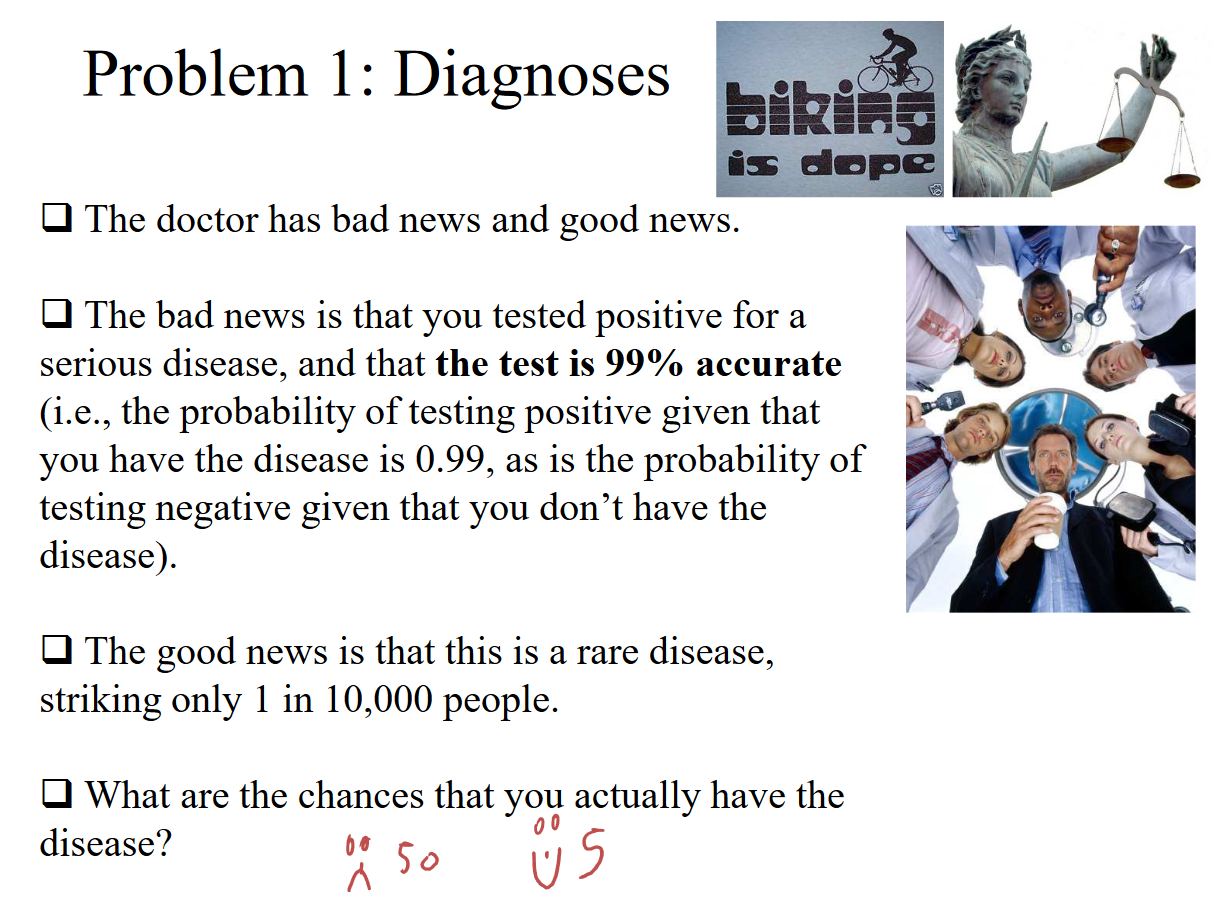 Problem 1: Diagnoses
biking
is dope
❑ The doctor has bad news and good news.
❑ The bad news is that you tested positive for a
serious disease, and that the test is 99% accurate
(i.e., the probability of testing positive given that
you have the disease is 0.99, as is the probability of
testing negative given that you don’t have the
disease).
❑ The good news is that this is a rare disease,
striking only 1 in 10,000 people.
❑ What are the chances that you actually have the
disease?
50
5